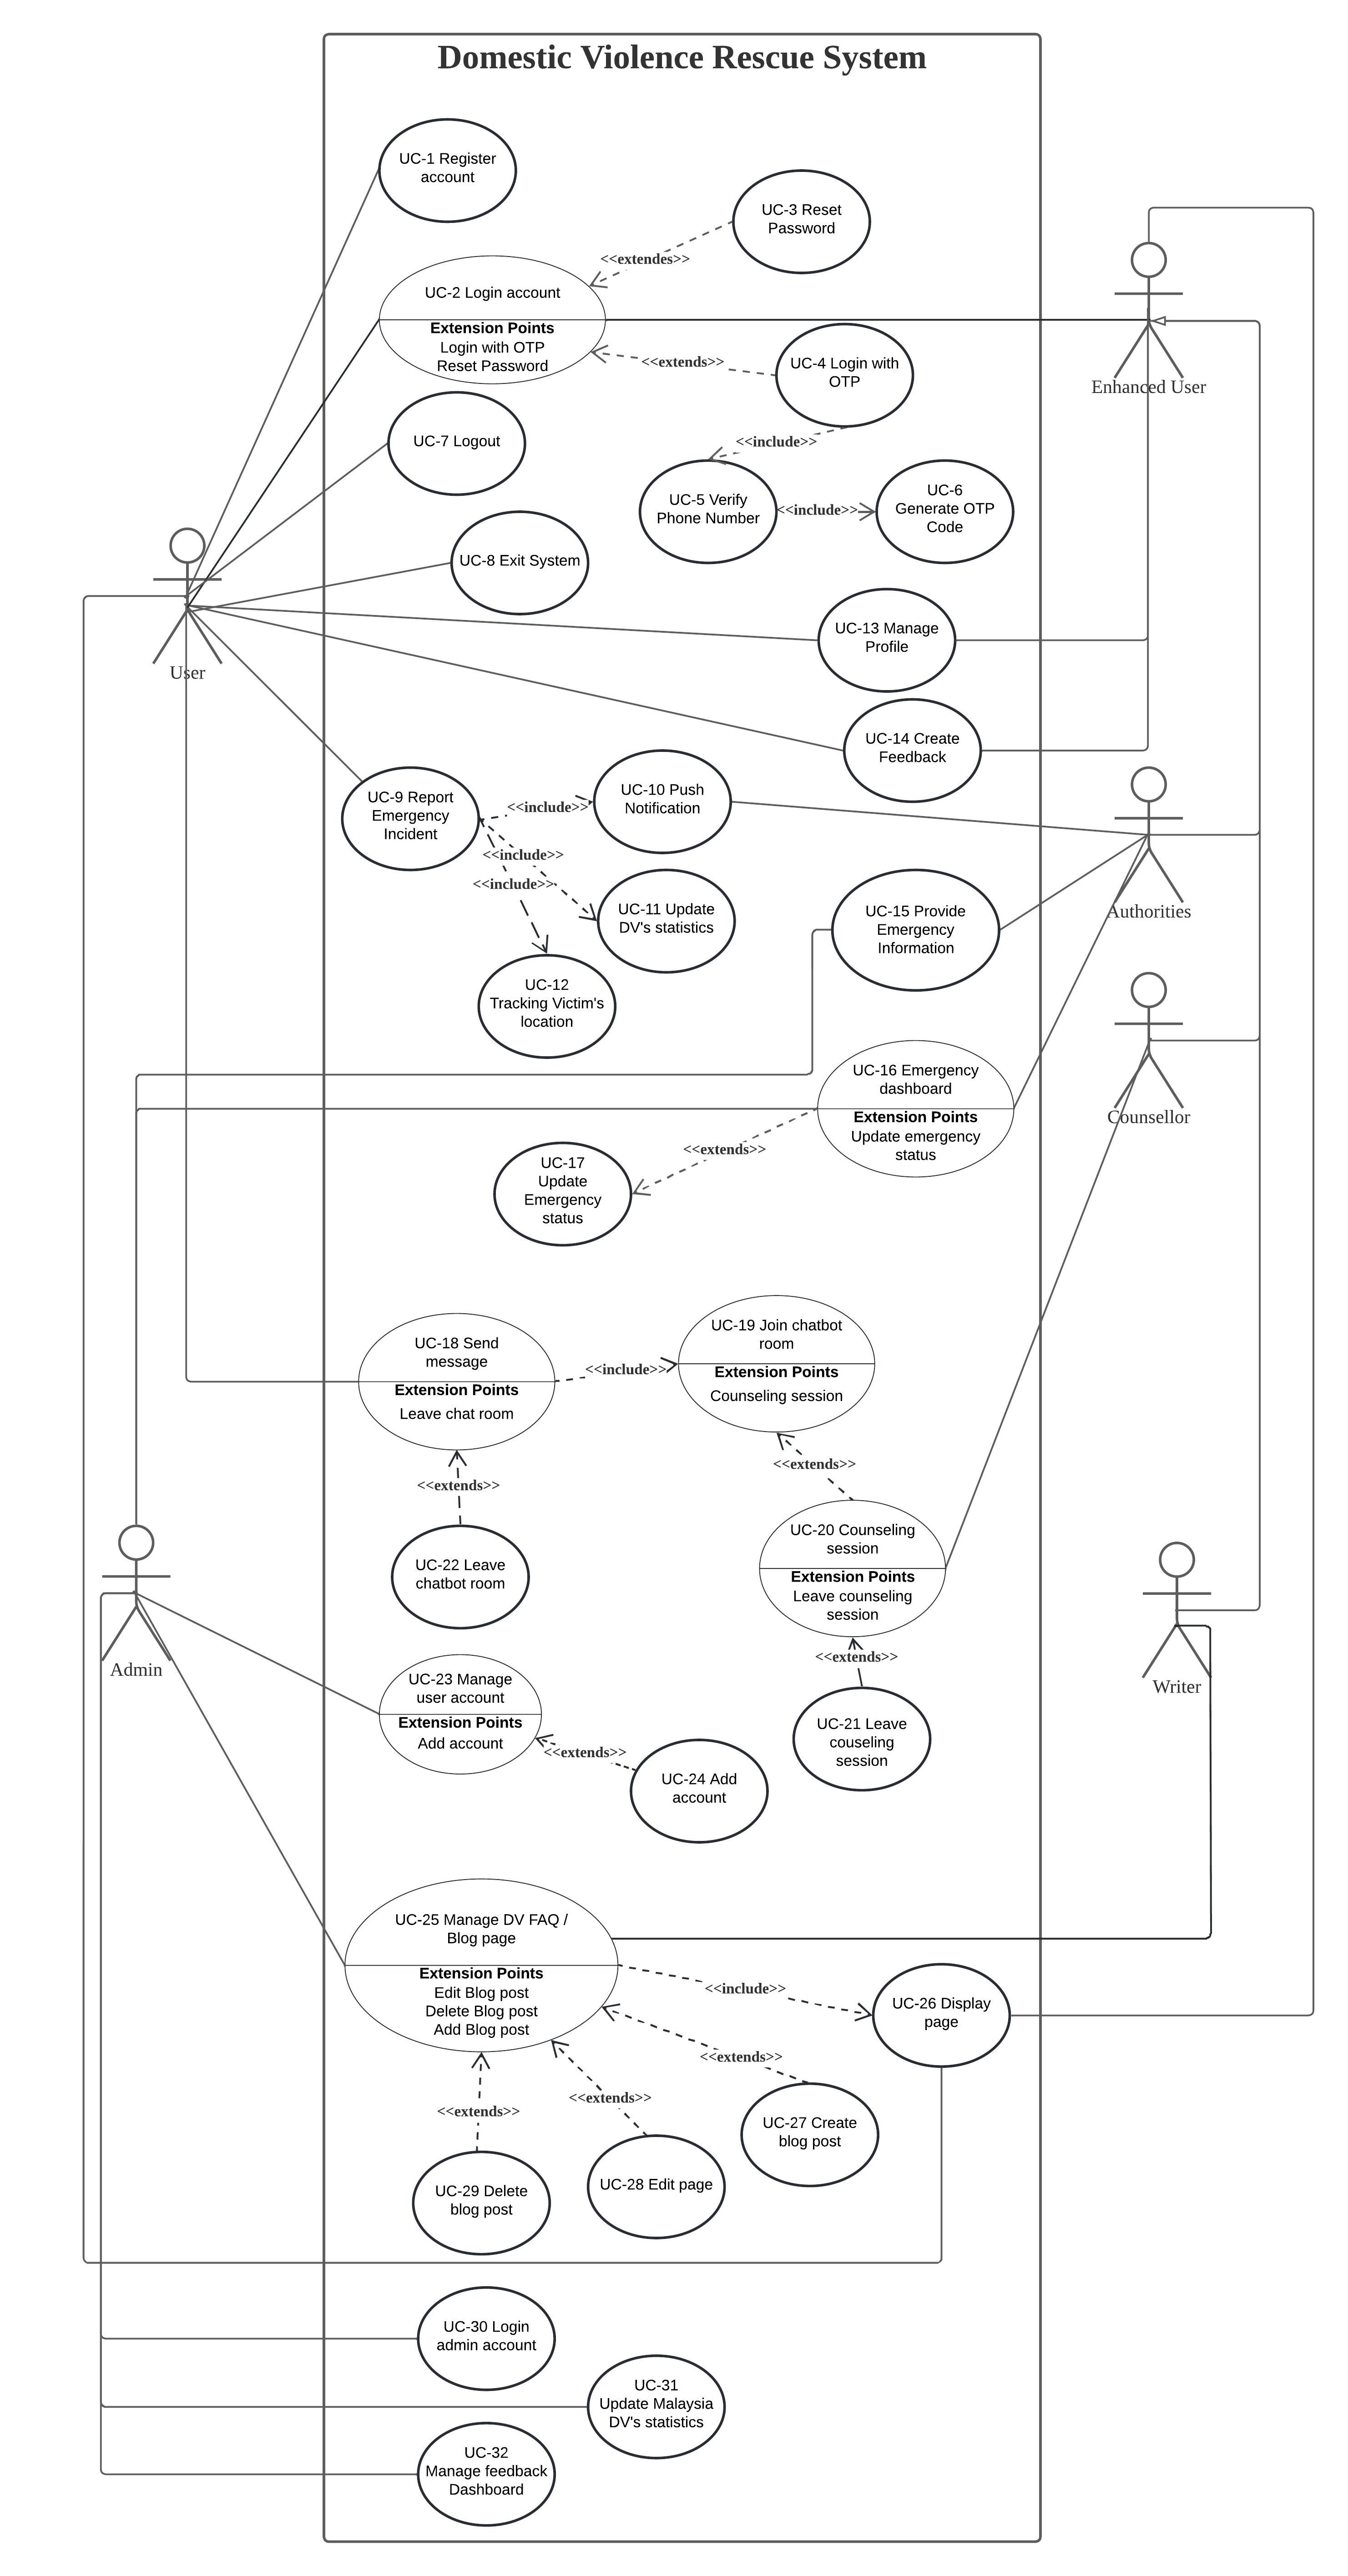 Domestic Violence Rescue System
UC-1 Register
account
UC-3 Reset
Password
<<extendes>>
UC-2 Login account
Extension Points
Login with OTP
Reset Password
<<extends>>
UC-4 Login with
OTP
Enhanced User
UC-7 Logout
<<include>>
UC-5 Verify
Phone Number
<<include>>
UC-6
Generate OTP
Code
UC-8 Exit System
User
UC-13 Manage
Profile
UC-14 Create
Feedback
UC-9 Report
Emergency
Incident
<<include>>
UC-10 Push
Notification
<<include>>
<<include>>
UC-11 Update
DV's statistics
UC-15 Provide
Emergency
Information
Authorities
UC-12
Tracking Victim's
location
UC-16 Emergency
dashboard
Extension Points
Update emergency
status
Counsellor
<<extends>>
UC-17
Update
Emergency
status
UC-18 Send
message
Extension Points
Leave chat room
<<include>>
UC-19 Join chatbot
room
Extension Points
Counseling session
<<extends>>
<<extends>>
UC-20 Counseling
session
Extension Points
Leave counseling
session
UC-22 Leave
chatbot room
Admin
<<extends>>
Writer
UC-23 Manage
user account
Extension Points
Add account
UC-21 Leave
couseling
session
<<extends>>
UC-24 Add
account
UC-25 Manage DV FAQ /
Blog page
Extension Points
Edit Blog post
Delete Blog post
Add Blog post
<<include>>
UC-26 Display
page
<<extends>>
<<extends>>
<<extends>>
UC-27 Create
blog post
UC-29 Delete
blog post
UC-28 Edit page
UC-30 Login
admin account
UC-31
Update Malaysia
DV's statistics
UC-32
Manage feedback
Dashboard